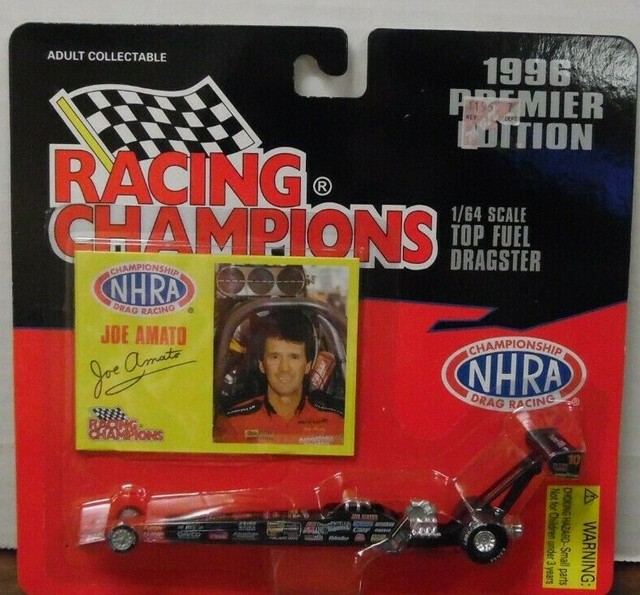 ADULT COLLECTABLE
1996
PREMIER
EDITION
RACING
CHAMPIONS®
1/64 SCALE
TOP FUEL
DRAGSTER
CHAMPIONSHIP
NHRA
DRAG RACING
JOE AMATO
Joe Amato
RACING
CHAMPIONS
CHAMPIONSHIP
NHRA
DRAG RACING
10
WARNING:
CHOKING HAZARD-Small parts
Not for Children under 3 years